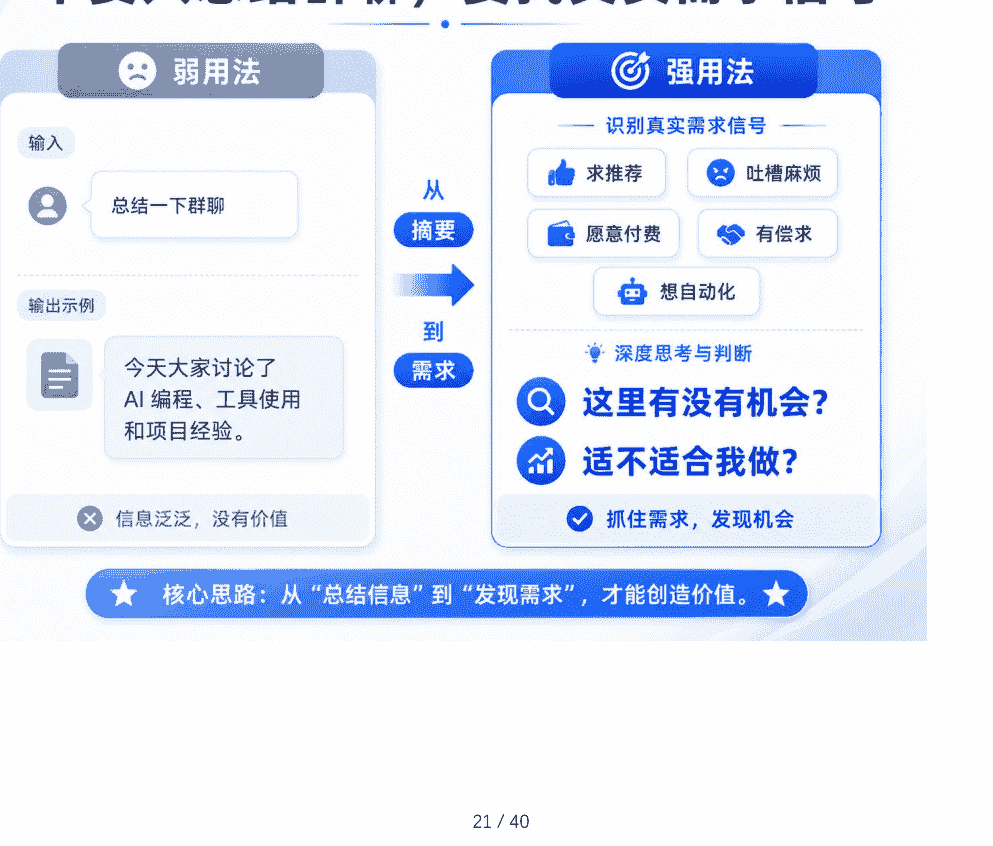 弱用法
输入
总结一下群聊
输出示例
今天大家讨论了
AI 编程、工具使用
和项目经验。
信息泛泛，没有价值
从
摘要
到
需求
强用法
识别真实需求信号
求推荐
吐槽麻烦
愿意付费
有偿求
想自动化
深度思考与判断
这里有没有机会？
适不适合我做？
抓住需求，发现机会
核心思路：从“总结信息”到“发现需求”，才能创造价值。
21 / 40